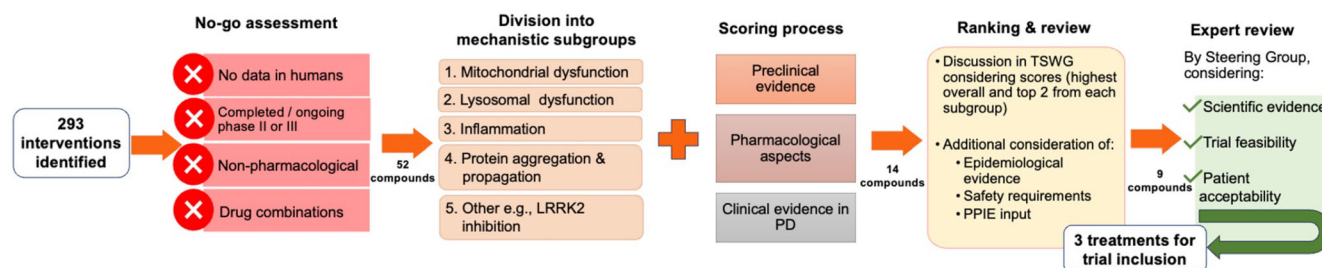 No-go assessment
293
interventions
identified
No data in humans
Completed / ongoing
phase II or III
Non-pharmacological
Drug combinations
52
compounds
Division into
mechanistic subgroups
1. Mitochondrial dysfunction
2. Lysosomal dysfunction
3. Inflammation
4. Protein aggregation &
propagation
5. Other e.g., LRRK2
inhibition
Scoring process
Preclinical
evidence
Pharmacological
aspects
Clinical evidence in
PD
14
compounds
Ranking & review
• Discussion in TSWG
considering scores (highest
overall and top 2 from each
subgroup)
• Additional consideration of:
• Epidemiological
evidence
• Safety requirements
• PPIE input
9
compounds
Expert review
By Steering Group,
considering:
Scientific evidence
Trial feasibility
Patient
acceptability
3 treatments for
trial inclusion